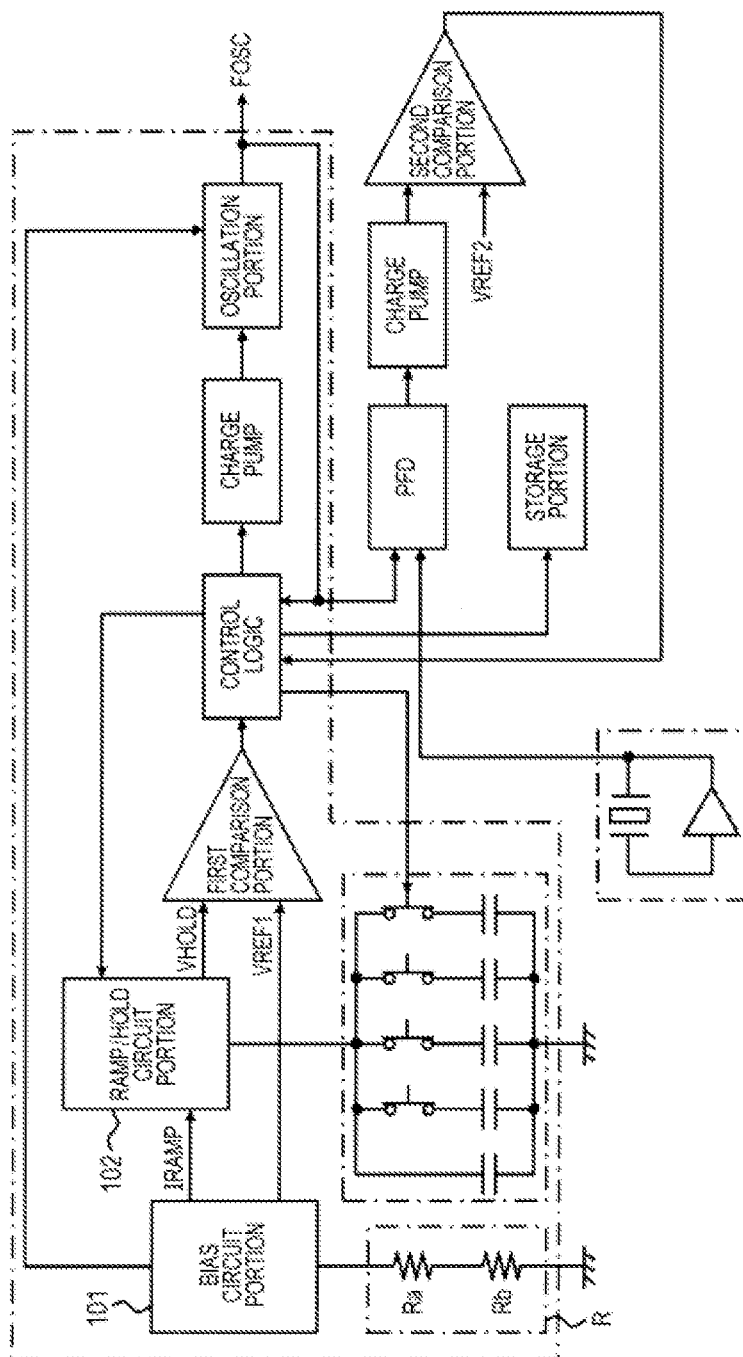 101
BIAS
CIRCUIT
PORTION
IRAMP
102
RAMP/HOLD
CIRCUIT
PORTION
VHOLD
VREF1
FIRST
COMPARISON
PORTION
CONTROL
LOGIC
CHARGE
PUMP
OSCILLATION
PORTION
FOSC
Ra
Rb
R
PFD
CHARGE
PUMP
VREF2
SECOND
COMPARISON
PORTION
STORAGE
PORTION